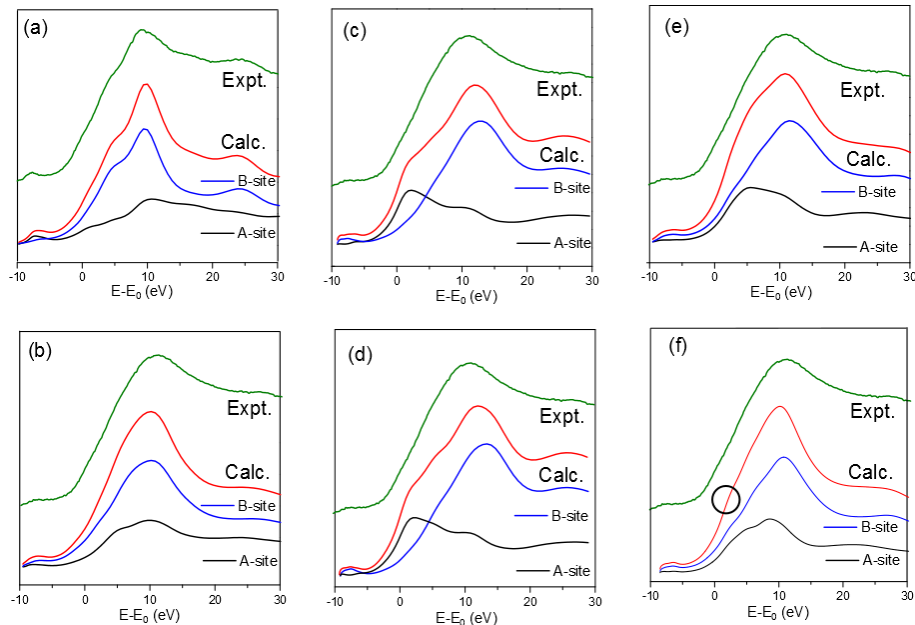 (a)
Expt.
Calc.
B-site
A-site
-10 0 10 20 30
E-E₀ (eV)
(c)
Expt.
Calc.
B-site
A-site
-10 0 10 20 30
E-E₀ (eV)
(e)
Expt.
Calc.
B-site
A-site
-10 0 10 20 30
E-E₀ (eV)
(b)
Expt.
Calc.
B-site
A-site
-10 0 10 20 30
E-E₀ (eV)
(d)
Expt.
Calc.
B-site
A-site
-10 0 10 20 30
E-E₀ (eV)
(f)
Expt.
Calc.
B-site
A-site
-10 0 10 20 30
E-E₀ (eV)